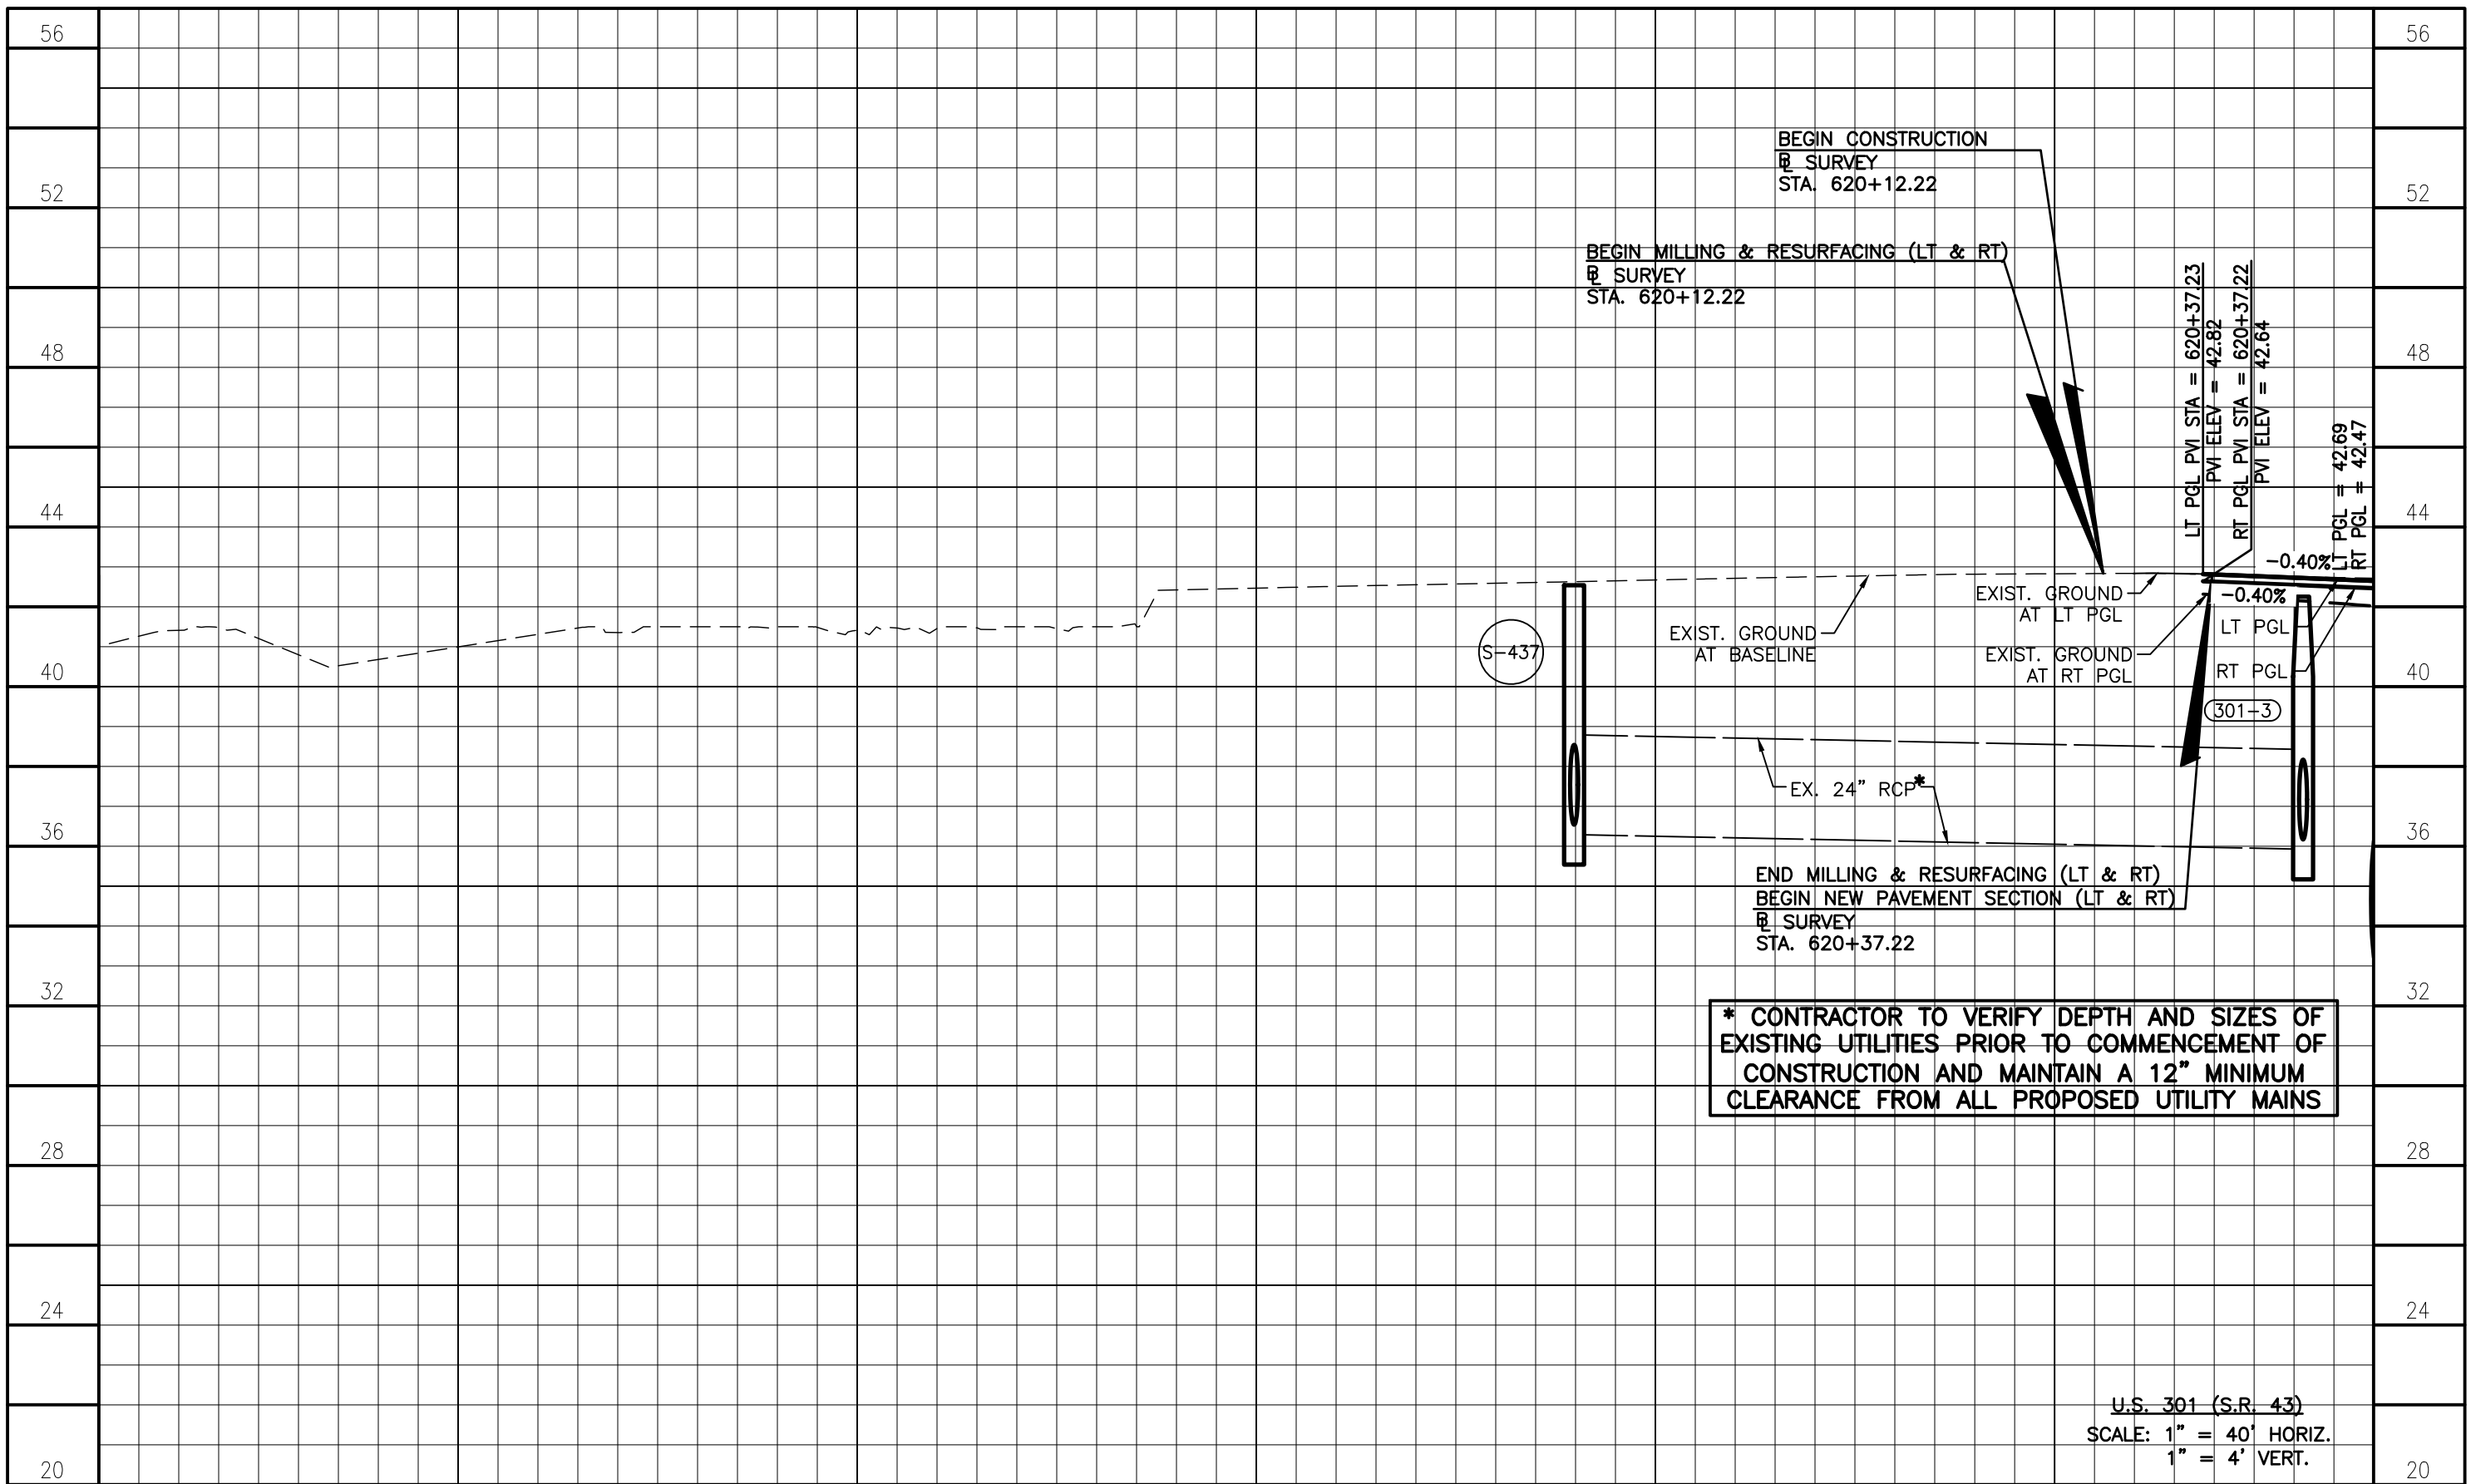 56
56
BEGIN CONSTRUCTION
℄ SURVEY
STA. 620+12.22
52
52
BEGIN MILLING & RESURFACING (LT & RT)
℄ SURVEY
STA. 620+12.22
LT PGL PVI STA = 620+37.23
PVI ELEV = 42.82
RT PGL PVI STA = 620+37.22
PVI ELEV = 42.64
48
48
LT PGL = 42.69
RT PGL = 42.47
44
44
-0.40%
-0.40%
EXIST. GROUND
AT LT PGL
LT PGL
EXIST. GROUND
AT BASELINE
S-437
EXIST. GROUND
AT RT PGL
RT PGL
40
40
301-3
EX. 24" RCP*
36
36
END MILLING & RESURFACING (LT & RT)
BEGIN NEW PAVEMENT SECTION (LT & RT)
℄ SURVEY
STA. 620+37.22
32
32
* CONTRACTOR TO VERIFY DEPTH AND SIZES OF
EXISTING UTILITIES PRIOR TO COMMENCEMENT OF
CONSTRUCTION AND MAINTAIN A 12" MINIMUM
CLEARANCE FROM ALL PROPOSED UTILITY MAINS
28
28
24
24
U.S. 301 (S.R. 43)
SCALE: 1" = 40' HORIZ.
1" = 4' VERT.
20
20